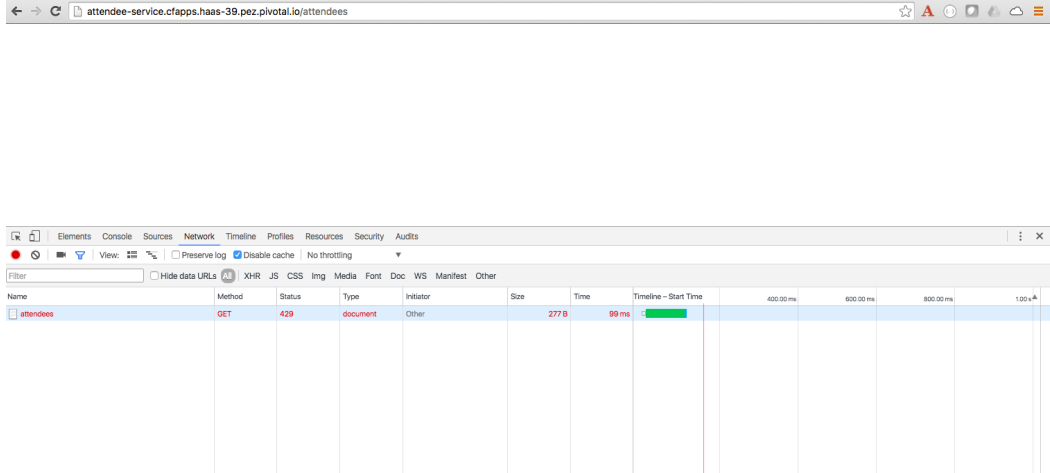 attendee-service.cfapps.haas-39.pez.pivotal.io/attendees
Elements Console Sources Network Timeline Profiles Resources Security Audits
View: Preserve log Disable cache No throttling
Filter Hide data URLs All XHR JS CSS Img Media Font Doc WS Manifest Other
Name Method Status Type Initiator Size Time Timeline – Start Time 400.00 ms 600.00 ms 800.00 ms 1.00 s
attendees GET 429 document Other 277 B 99 ms